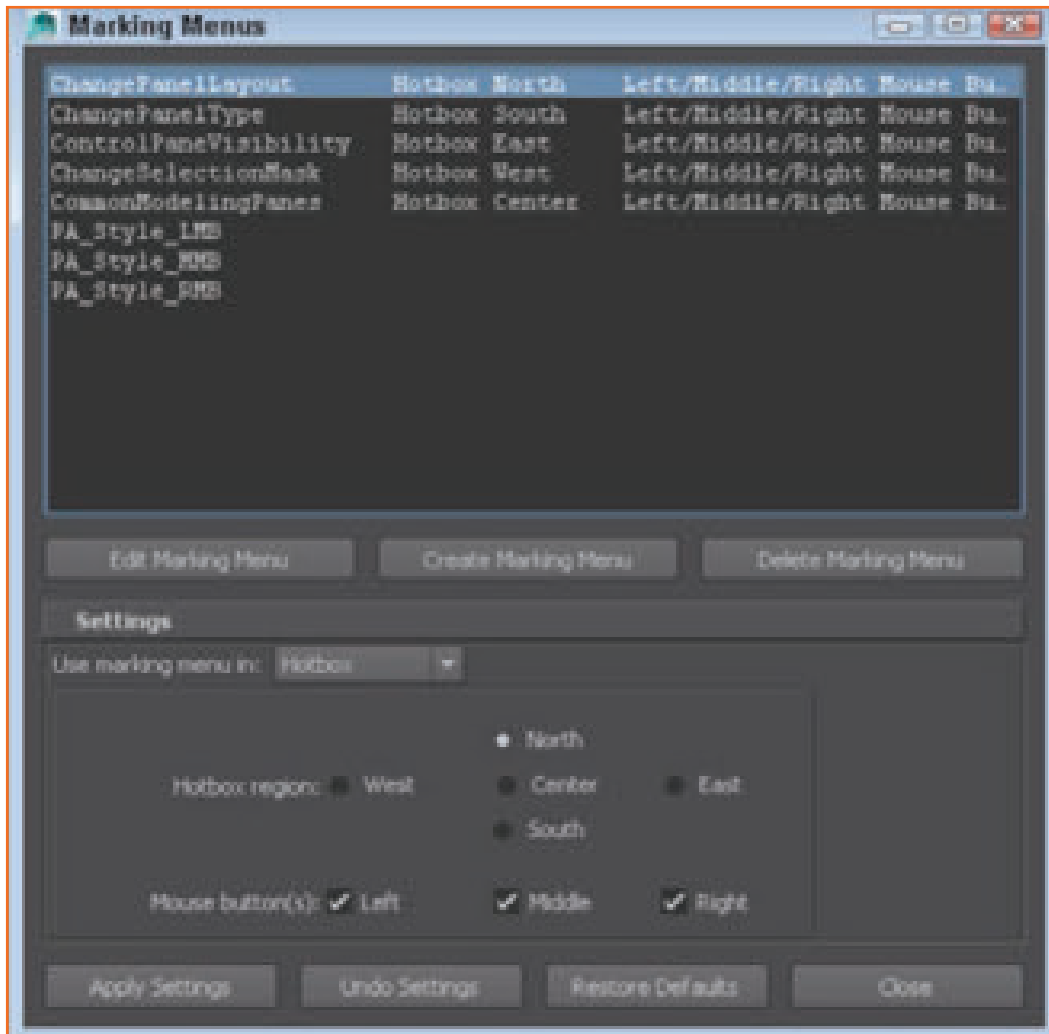 Marking Menus
ChangePanelLayout Hotbox North Left/Middle/Right Mouse Bu…
ChangePanelType Hotbox South Left/Middle/Right Mouse Bu…
ControlPaneVisibility Hotbox East Left/Middle/Right Mouse Bu…
ChangeSelectionMask Hotbox West Left/Middle/Right Mouse Bu…
CommonModelingPanes Hotbox Center Left/Middle/Right Mouse Bu…
PA_Style_LMB
PA_Style_MMB
PA_Style_RMB
Edit Marking Menu Create Marking Menu Delete Marking Menu
Settings
Use marking menu in: Hotbox
North
Hotbox region: West Center East
South
Mouse button(s): Left Middle Right
Apply Settings Undo Settings Restore Defaults Close